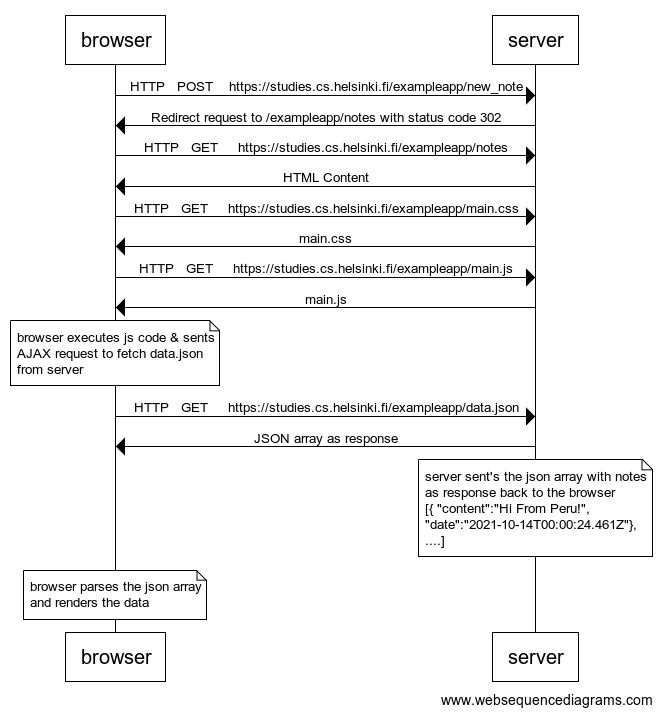 browser server
HTTP POST https://studies.cs.helsinki.fi/exampleapp/new_note
Redirect request to /exampleapp/notes with status code 302
HTTP GET https://studies.cs.helsinki.fi/exampleapp/notes
HTML Content
HTTP GET https://studies.cs.helsinki.fi/exampleapp/main.css
main.css
HTTP GET https://studies.cs.helsinki.fi/exampleapp/main.js
main.js
browser executes js code & sents
AJAX request to fetch data.json
from server
HTTP GET https://studies.cs.helsinki.fi/exampleapp/data.json
JSON array as response
server sent's the json array with notes
as response back to the browser
[{ "content":"Hi From Peru!",
"date":"2021-10-14T00:00:24.461Z"},
....]
browser parses the json array
and renders the data
browser server
www.websequencediagrams.com